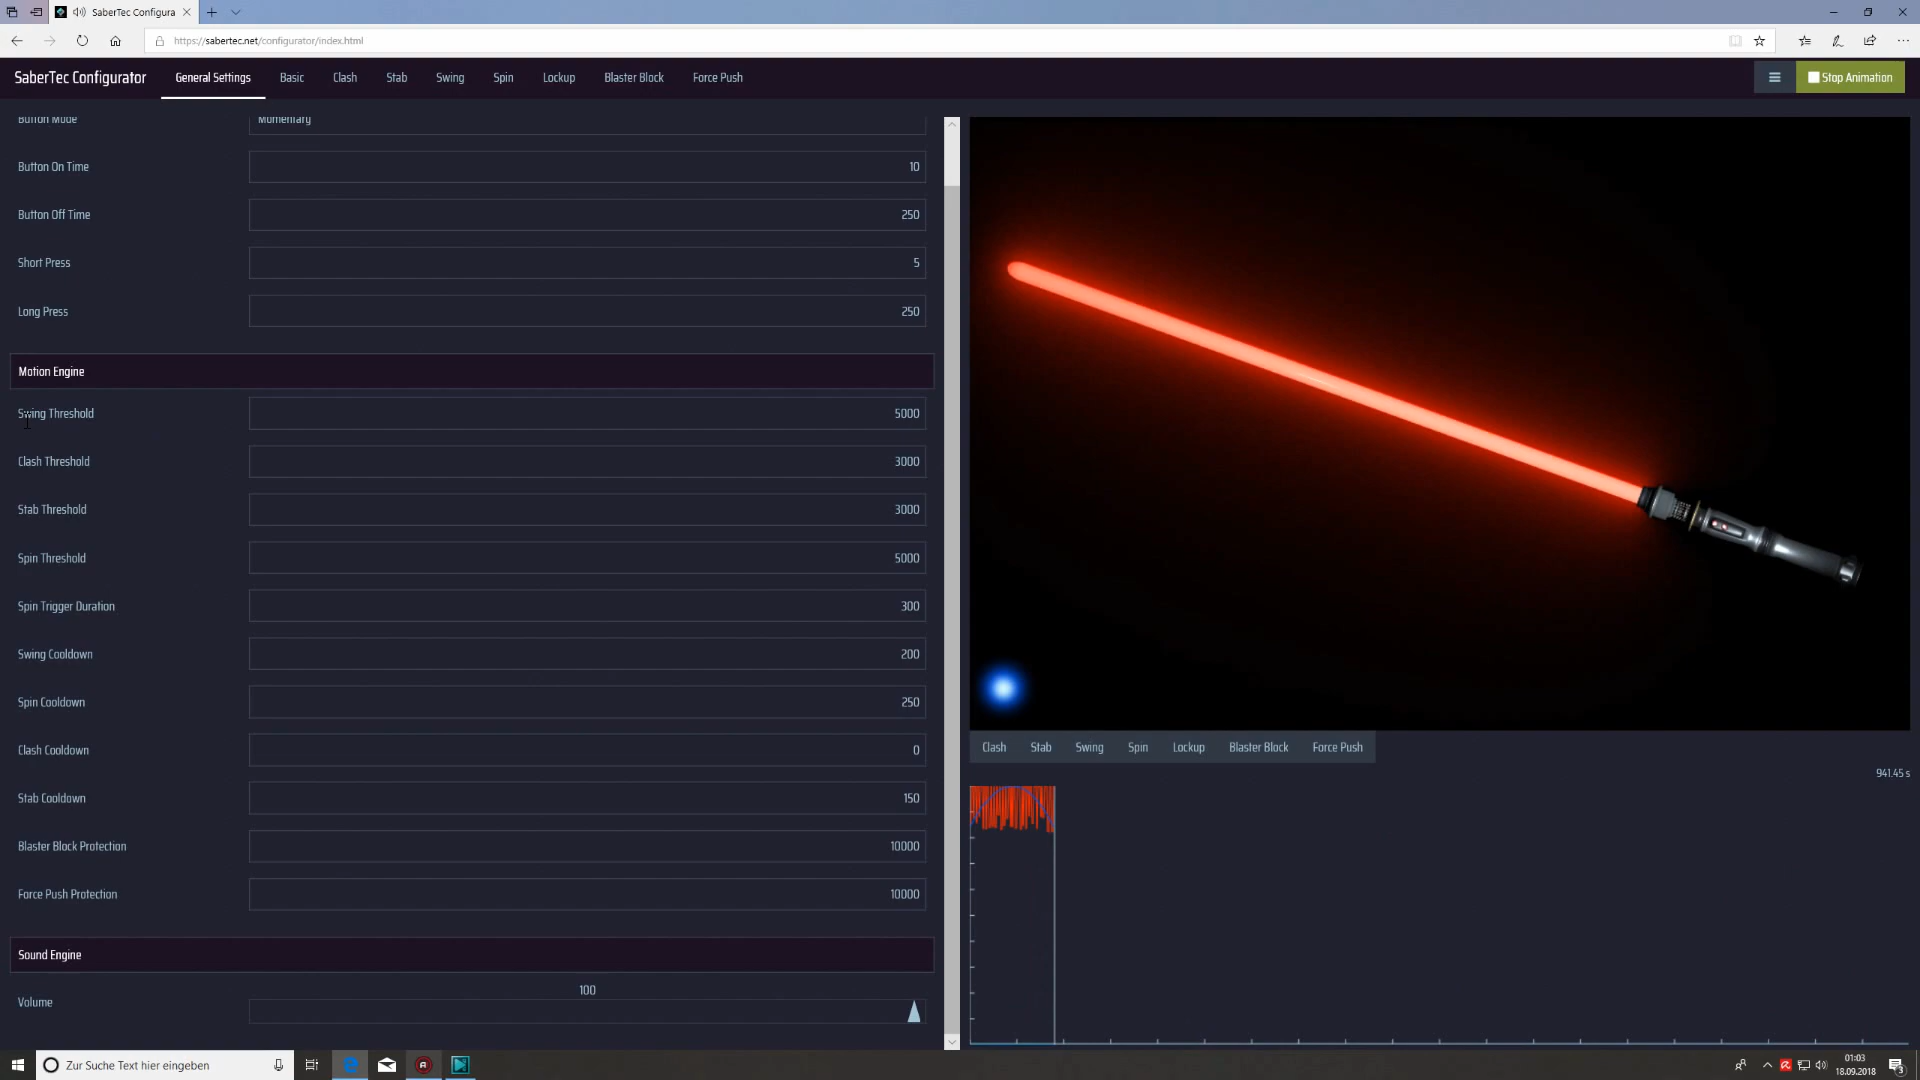 SaberTec Configura
https://sabertec.net/configurator/index.html
SaberTec Configurator
General Settings
Basic
Clash
Stab
Swing
Spin
Lockup
Blaster Block
Force Push
Stop Animation
Button Mode
Momentary
Button On Time
10
Button Off Time
250
Short Press
5
Long Press
250
Motion Engine
Swing Threshold
5000
Clash Threshold
3000
Stab Threshold
3000
Spin Threshold
5000
Spin Trigger Duration
300
Swing Cooldown
200
Spin Cooldown
250
Clash Cooldown
0
Stab Cooldown
150
Blaster Block Protection
10000
Force Push Protection
10000
Sound Engine
100
Volume
Clash
Stab
Swing
Spin
Lockup
Blaster Block
Force Push
941.45 s
Zur Suche Text hier eingeben
01:03
18.09.2018
3